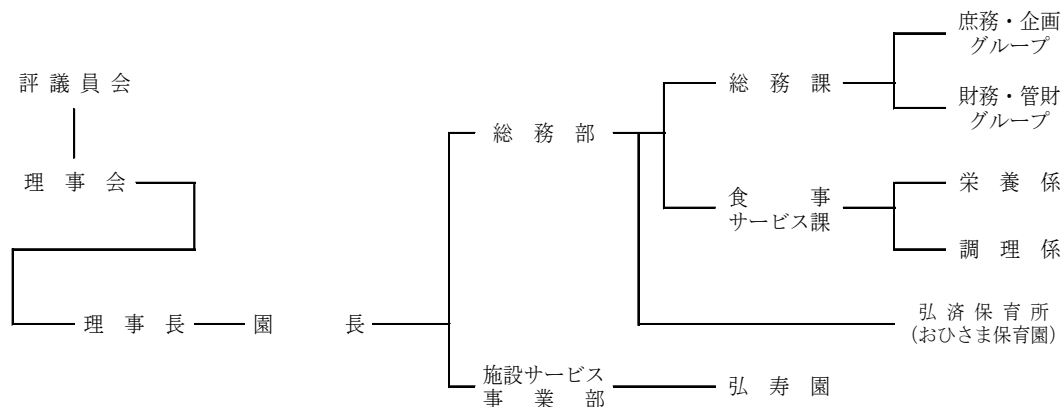 庶務・企画
グループ
評議員会
総務課
財務・管財
グループ
総務部
理事会
食事
サービス課
栄養係
調理係
弘済保育所
(おひさま保育園)
理事長
園長
施設サービス
事業部
弘寿園